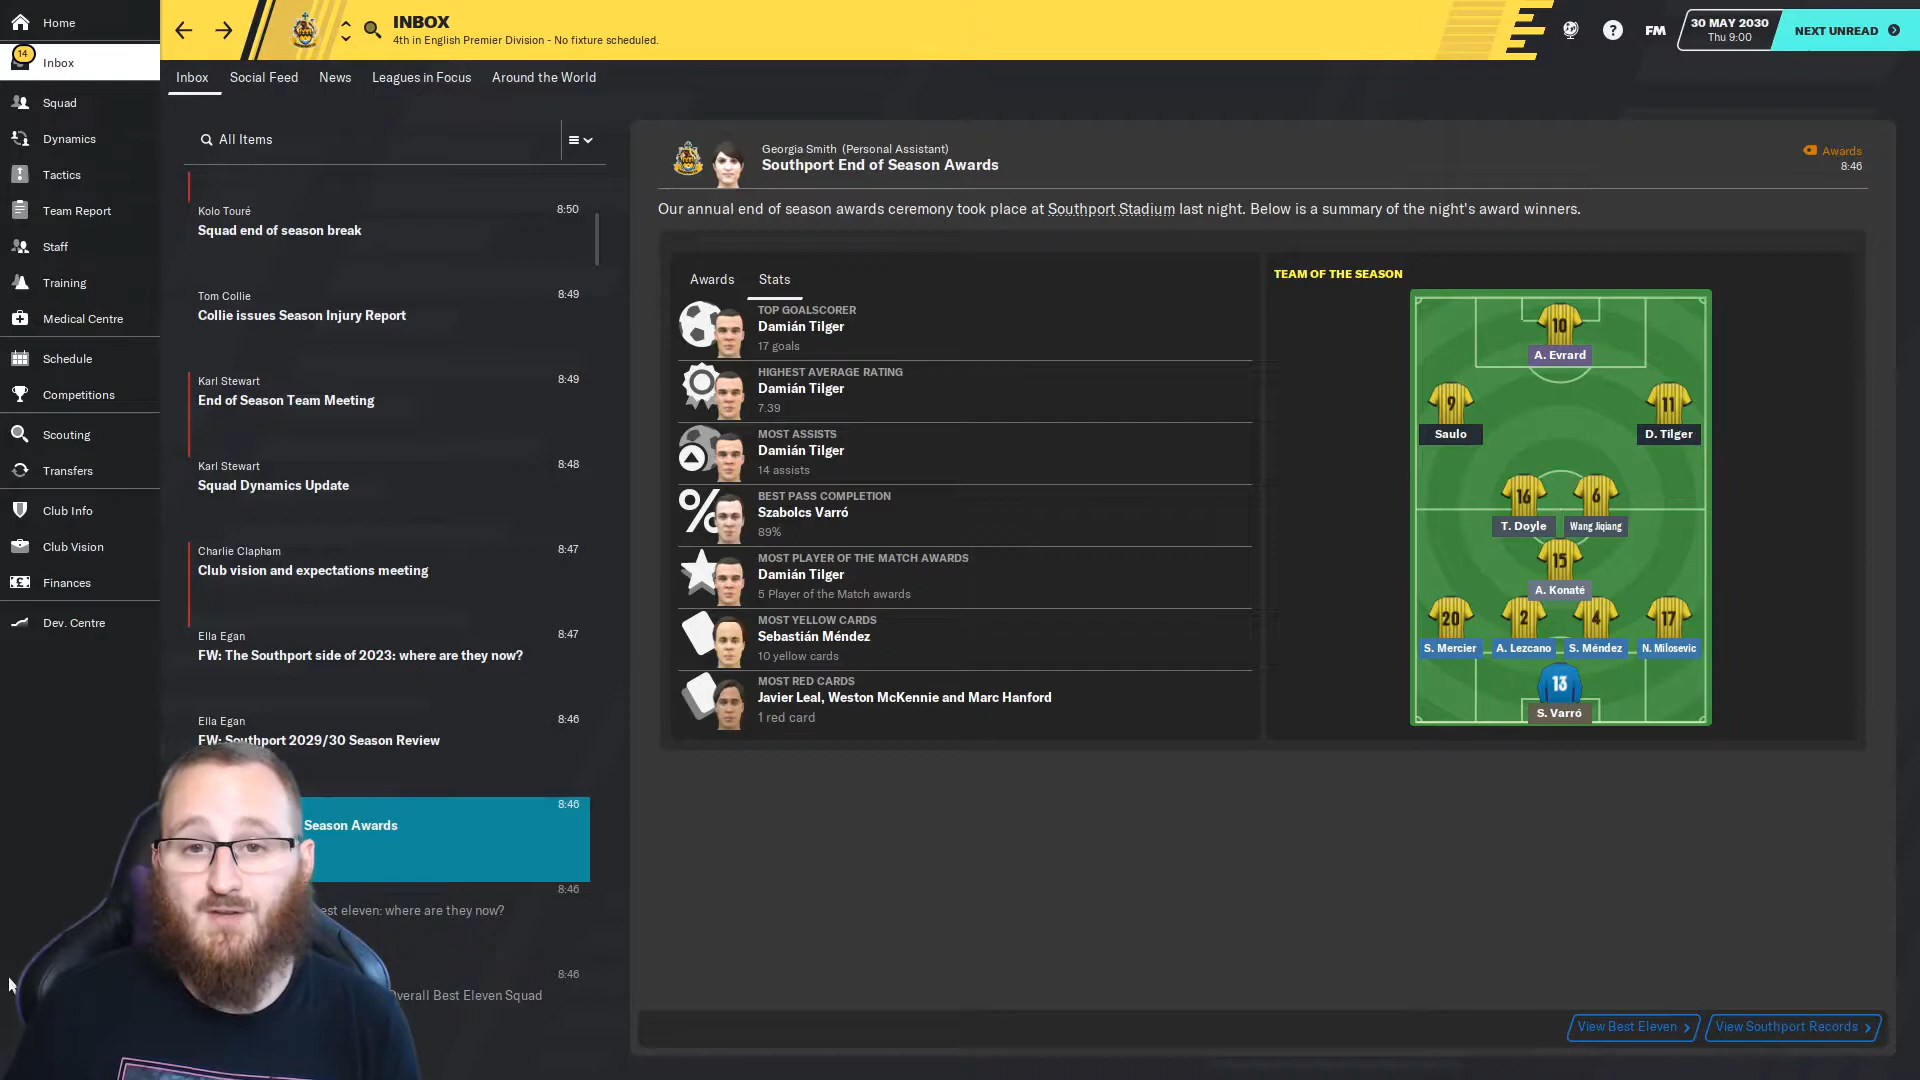 Home
INBOX
4th in English Premier Division - No fixture scheduled.
FM
30 MAY 2030
Thu 9:00
NEXT UNREAD
14
Inbox
Inbox
Social Feed
News
Leagues in Focus
Around the World
Squad
Dynamics
Tactics
Team Report
Staff
Training
Medical Centre
Schedule
Competitions
Scouting
Transfers
Club Info
Club Vision
Finances
Dev. Centre
All Items
Kolo Touré
8:50
Squad end of season break
Tom Collie
8:49
Collie issues Season Injury Report
Karl Stewart
8:49
End of Season Team Meeting
Karl Stewart
8:48
Squad Dynamics Update
Charlie Clapham
8:47
Club vision and expectations meeting
Ella Egan
8:47
FW: The Southport side of 2023: where are they now?
Ella Egan
8:46
FW: Southport 2029/30 Season Review
8:46
Season Awards
8:46
est eleven: where are they now?
8:46
Overall Best Eleven Squad
Georgia Smith (Personal Assistant)
Southport End of Season Awards
Awards
8:46
Our annual end of season awards ceremony took place at Southport Stadium last night. Below is a summary of the night's award winners.
Awards
Stats
TOP GOALSCORER
Damián Tilger
17 goals
HIGHEST AVERAGE RATING
Damián Tilger
7.39
MOST ASSISTS
Damián Tilger
14 assists
BEST PASS COMPLETION
Szabolcs Varró
89%
MOST PLAYER OF THE MATCH AWARDS
Damián Tilger
5 Player of the Match awards
MOST YELLOW CARDS
Sebastián Méndez
10 yellow cards
MOST RED CARDS
Javier Leal, Weston McKennie and Marc Hanford
1 red card
TEAM OF THE SEASON
10
A. Evrard
9
Saulo
11
D. Tilger
16
T. Doyle
6
Wang Jiqiang
15
A. Konaté
20
S. Mercier
2
A. Lezcano
4
S. Méndez
17
N. Milosevic
13
S. Varró
View Best Eleven
View Southport Records